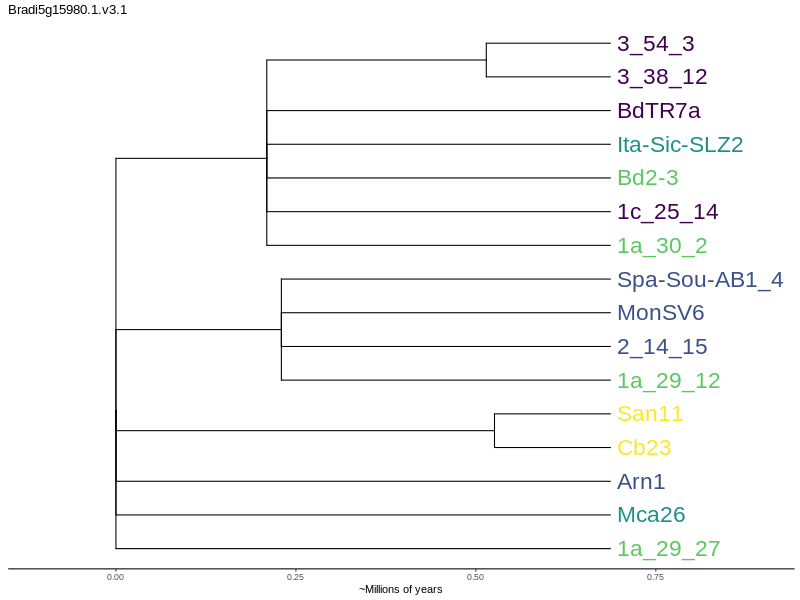 Bradi5g15980.1.v3.1
3_54_3
3_38_12
BdTR7a
Ita-Sic-SLZ2
Bd2-3
1c_25_14
1a_30_2
Spa-Sou-AB1_4
MonSV6
2_14_15
1a_29_12
San11
Cb23
Arn1
Mca26
1a_29_27
0.00 0.25 0.50 0.75
~Millions of years